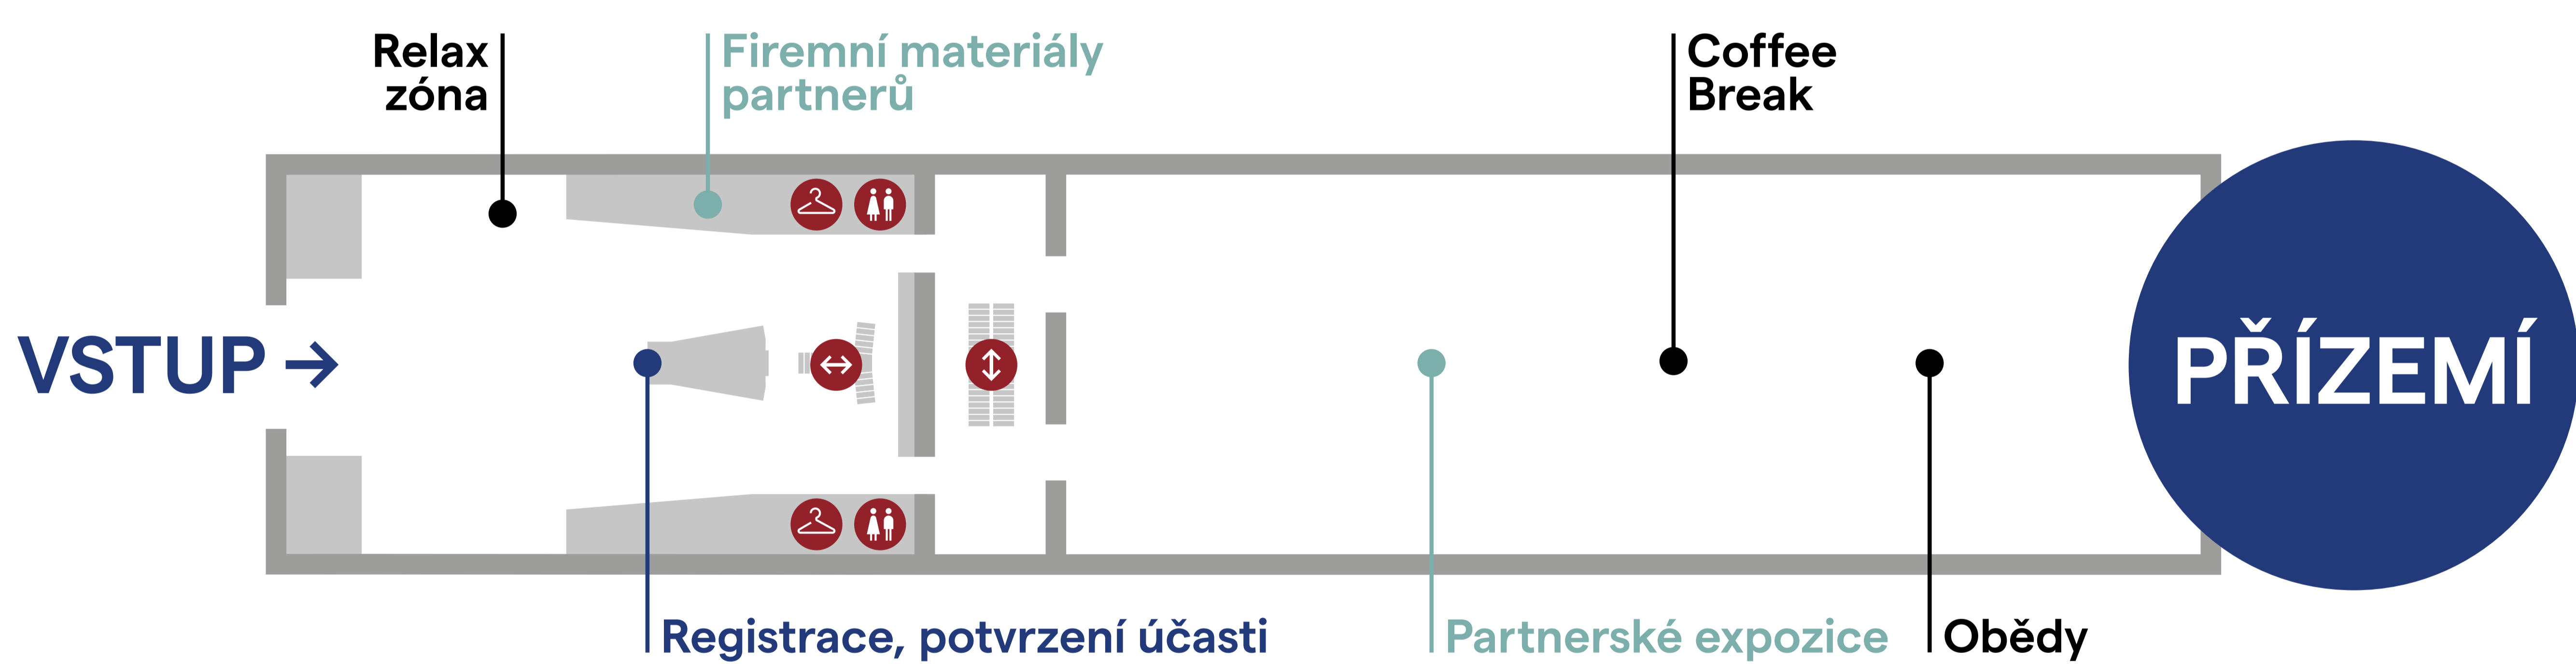 Relax
zóna
Firemní materiály
partnerů
Coffee
Break
VSTUP →
PŘÍZEMÍ
Registrace, potvrzení účasti
Partnerské expozice
Obědy